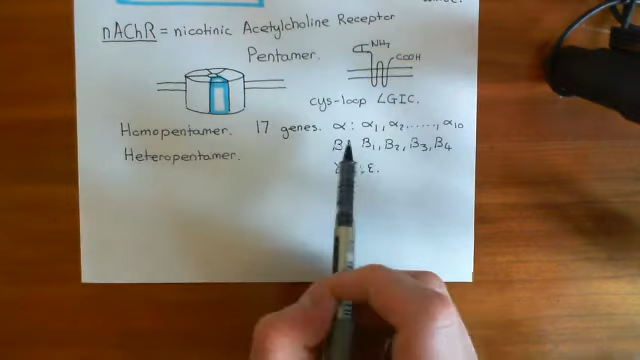 nAChR = nicotinic Acetylcholine Receptor
Pentamer.
NH₂
COOH
cys-loop LGIC.
Homopentamer. 17 genes. α: α₁, α₂, ....., α₁₀
Heteropentamer.
β β₁, β₂, β₃, β₄
ε.